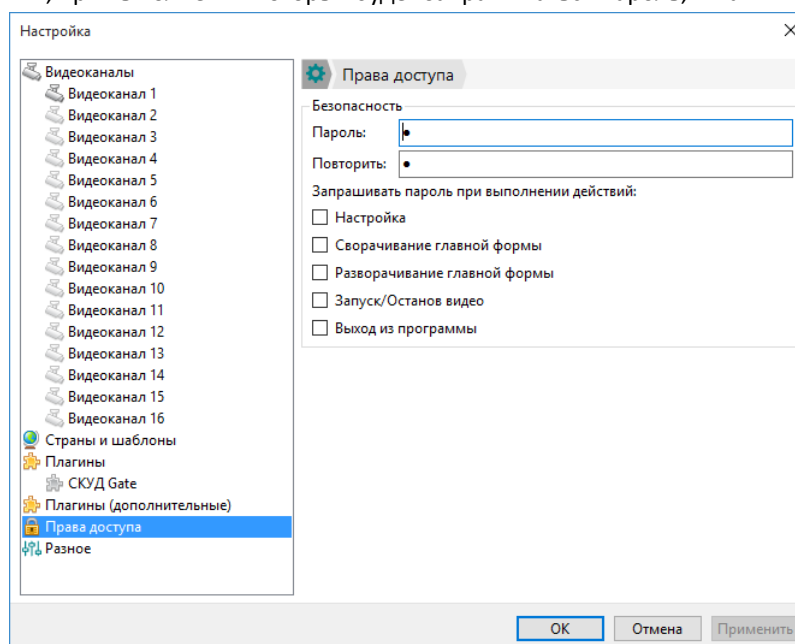 Настройка
Видеоканалы
Видеоканал 1
Видеоканал 2
Видеоканал 3
Видеоканал 4
Видеоканал 5
Видеоканал 6
Видеоканал 7
Видеоканал 8
Видеоканал 9
Видеоканал 10
Видеоканал 11
Видеоканал 12
Видеоканал 13
Видеоканал 14
Видеоканал 15
Видеоканал 16
Страны и шаблоны
Плагины
СКУД Gate
Плагины (дополнительные)
Права доступа
Разное
Права доступа
Безопасность
Пароль: •
Повторить: •
Запрашивать пароль при выполнении действий:
Настройка
Сворачивание главной формы
Разворачивание главной формы
Запуск/Останов видео
Выход из программы
ОК
Отмена
Применить